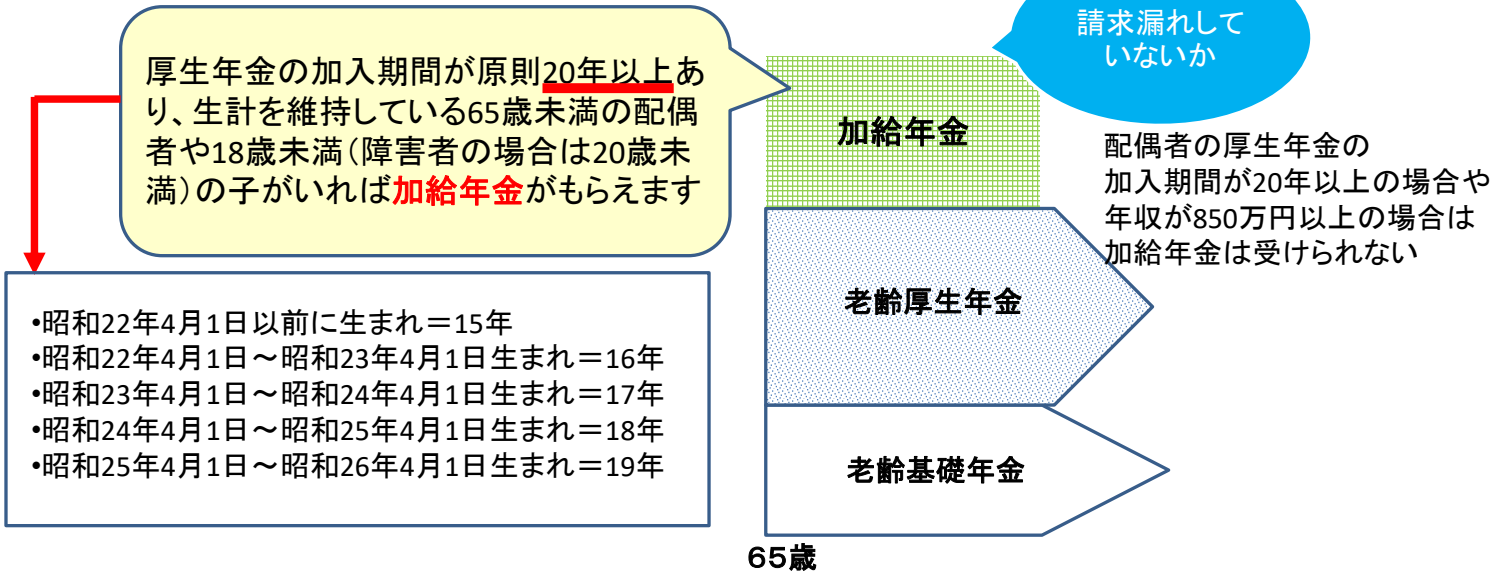 厚生年金の加入期間が原則20年以上あ
り、生計を維持している65歳未満の配偶
者や18歳未満(障害者の場合は20歳未
満)の子がいれば加給年金がもらえます
請求漏れして
いないか
加給年金
配偶者の厚生年金の
加入期間が20年以上の場合や
年収が850万円以上の場合は
加給年金は受けられない
•昭和22年4月1日以前に生まれ＝15年
•昭和22年4月1日～昭和23年4月1日生まれ＝16年
•昭和23年4月1日～昭和24年4月1日生まれ＝17年
•昭和24年4月1日～昭和25年4月1日生まれ＝18年
•昭和25年4月1日～昭和26年4月1日生まれ＝19年
老齢厚生年金
老齢基礎年金
65歳